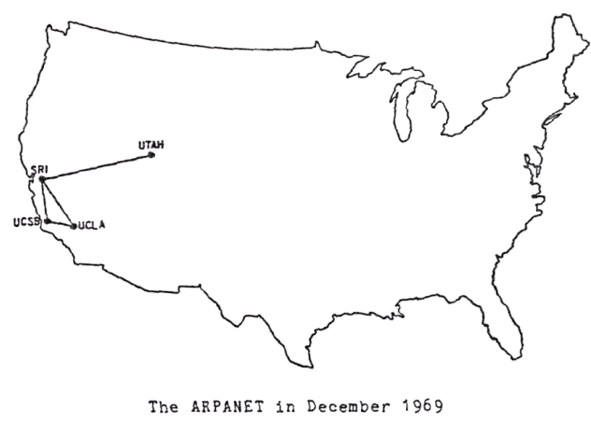 UTAH
SRI
UCSB
UCLA
The ARPANET in December 1969